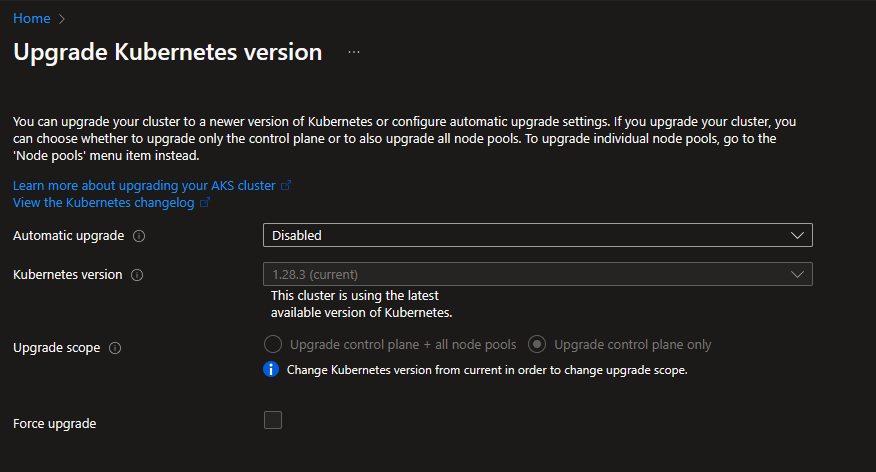 Home >
Upgrade Kubernetes version ...
You can upgrade your cluster to a newer version of Kubernetes or configure automatic upgrade settings. If you upgrade your cluster, you
can choose whether to upgrade only the control plane or to also upgrade all node pools. To upgrade individual node pools, go to the
'Node pools' menu item instead.
Learn more about upgrading your AKS cluster
View the Kubernetes changelog
Automatic upgrade Disabled
Kubernetes version 1.28.3 (current)
This cluster is using the latest
available version of Kubernetes.
Upgrade scope Upgrade control plane + all node pools Upgrade control plane only
Change Kubernetes version from current in order to change upgrade scope.
Force upgrade